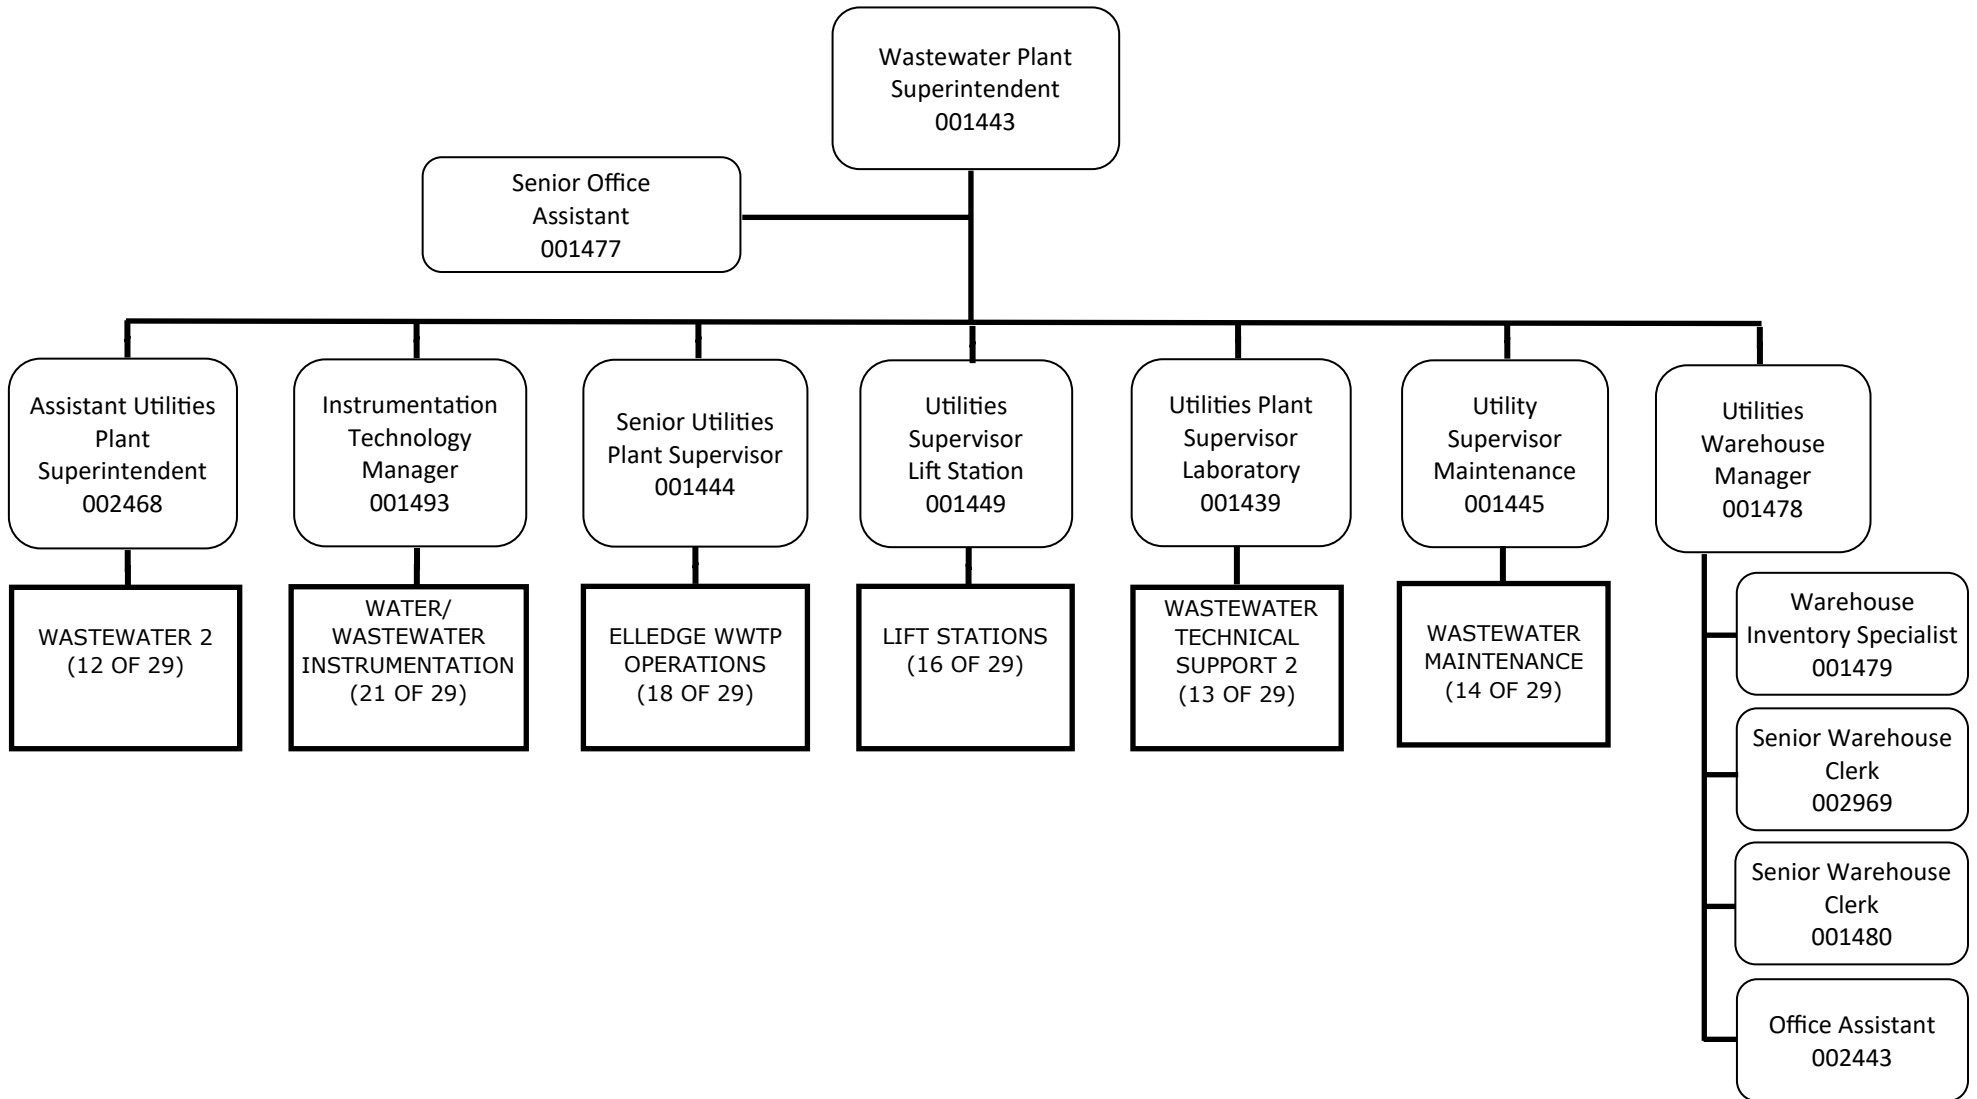 Wastewater Plant
Superintendent
001443
Senior Office
Assistant
001477
Assistant Utilities
Plant
Superintendent
002468
Instrumentation
Technology
Manager
001493
Senior Utilities
Plant Supervisor
001444
Utilities
Supervisor
Lift Station
001449
Utilities Plant
Supervisor
Laboratory
001439
Utility
Supervisor
Maintenance
001445
Utilities
Warehouse
Manager
001478
WASTEWATER 2
(12 OF 29)
WATER/
WASTEWATER
INSTRUMENTATION
(21 OF 29)
ELLEDGE WWTP
OPERATIONS
(18 OF 29)
LIFT STATIONS
(16 OF 29)
WASTEWATER
TECHNICAL
SUPPORT 2
(13 OF 29)
WASTEWATER
MAINTENANCE
(14 OF 29)
Warehouse
Inventory Specialist
001479
Senior Warehouse
Clerk
002969
Senior Warehouse
Clerk
001480
Office Assistant
002443